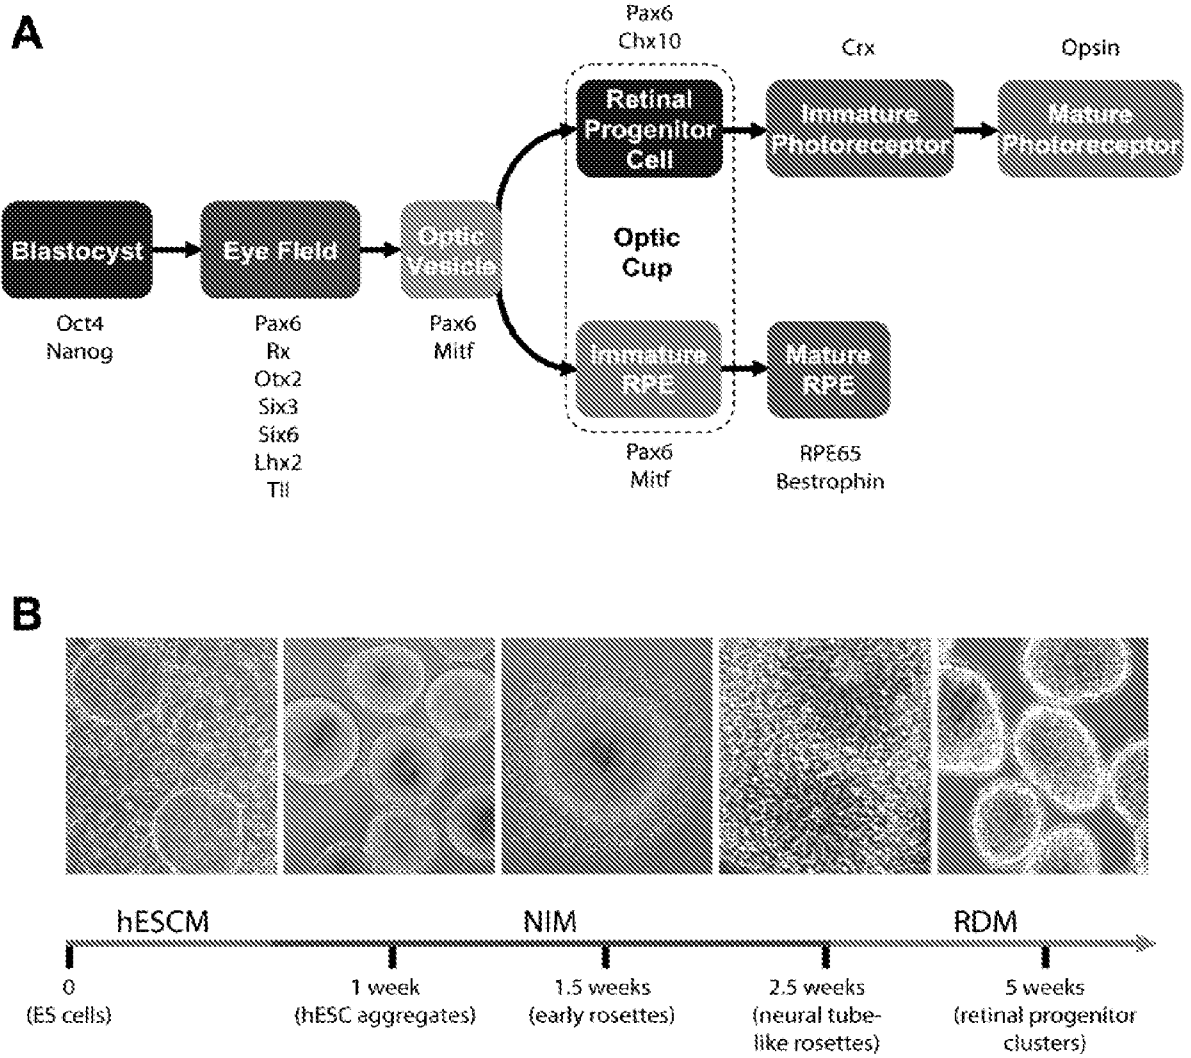 A
Pax6
Chx10
Crx
Opsin
Retinal
Progenitor
Cell
Immature
Photoreceptor
Mature
Photoreceptor
Blastocyst
Eye Field
Optic
Vesicle
Optic
Cup
Oct4
Nanog
Pax6
Rx
Otx2
Six3
Six6
Lhx2
Tll
Pax6
Mitf
Immature
RPE
Mature
RPE
Pax6
Mitf
RPE65
Bestrophin
B
hESCM
NIM
RDM
0
(ES cells)
1 week
(hESC aggregates)
1.5 weeks
(early rosettes)
2.5 weeks
(neural tube-
like rosettes)
5 weeks
(retinal progenitor
clusters)